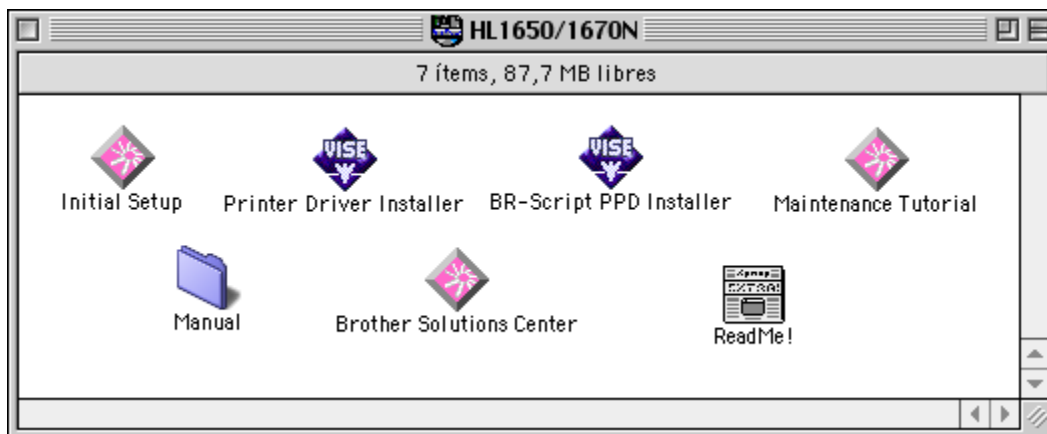 HL1650/1670N
7 ítems, 87,7 MB libres
VISE
VISE
Initial Setup
Printer Driver Installer
BR-Script PPD Installer
Maintenance Tutorial
Manual
Brother Solutions Center
ReadMe!